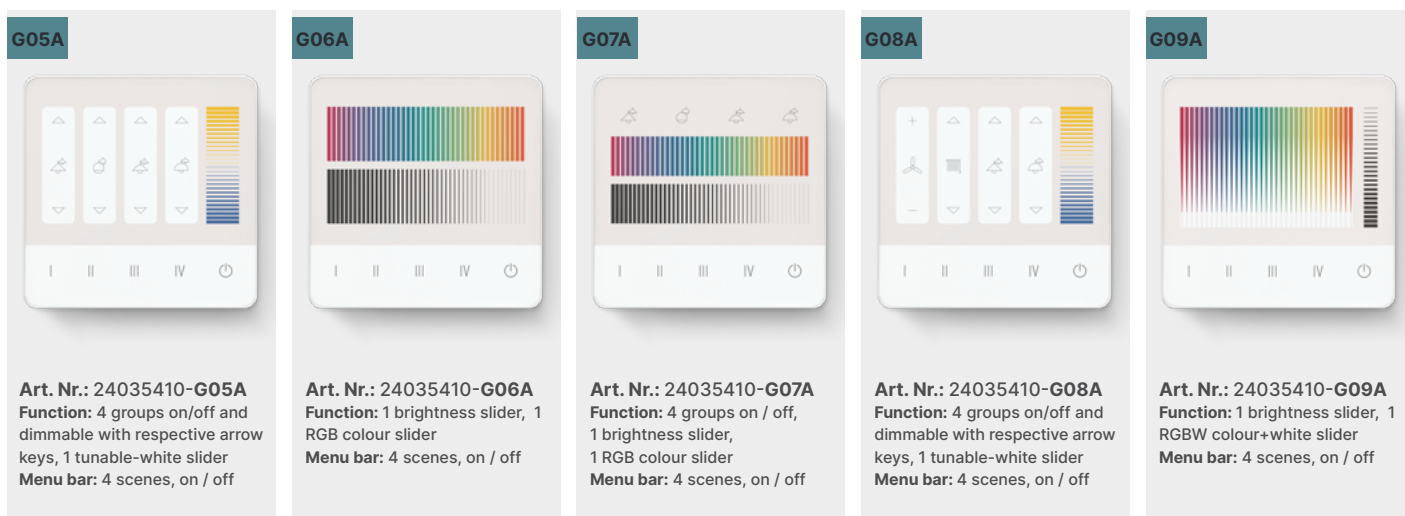 G05A
I II III IV
Art. Nr.: 24035410-G05A
Function: 4 groups on/off and
dimmable with respective arrow
keys, 1 tunable-white slider
Menu bar: 4 scenes, on / off
G06A
I II III IV
Art. Nr.: 24035410-G06A
Function: 1 brightness slider,  1
RGB colour slider
Menu bar: 4 scenes, on / off
G07A
I II III IV
Art. Nr.: 24035410-G07A
Function: 4 groups on / off,
1 brightness slider,
1 RGB colour slider
Menu bar: 4 scenes, on / off
G08A
I II III IV
Art. Nr.: 24035410-G08A
Function: 4 groups on/off and
dimmable with respective arrow
keys, 1 tunable-white slider
Menu bar: 4 scenes, on / off
G09A
I II III IV
Art. Nr.: 24035410-G09A
Function: 1 brightness slider,  1
RGBW colour+white slider
Menu bar: 4 scenes, on / off